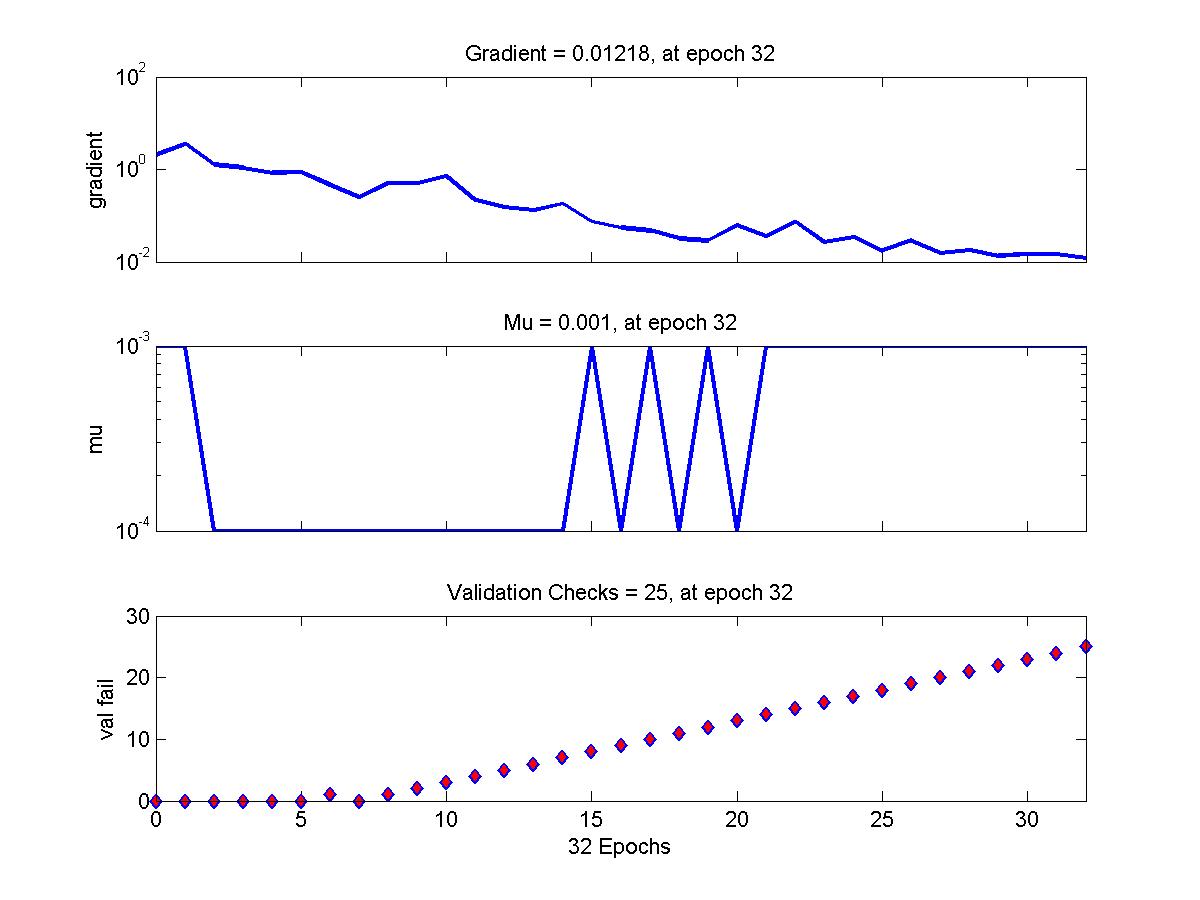 Gradient = 0.01218, at epoch 32
10^2
10^0
10^-2
gradient
Mu = 0.001, at epoch 32
10^-3
10^-4
mu
Validation Checks = 25, at epoch 32
30
20
10
0
val fail
0 5 10 15 20 25 30
32 Epochs